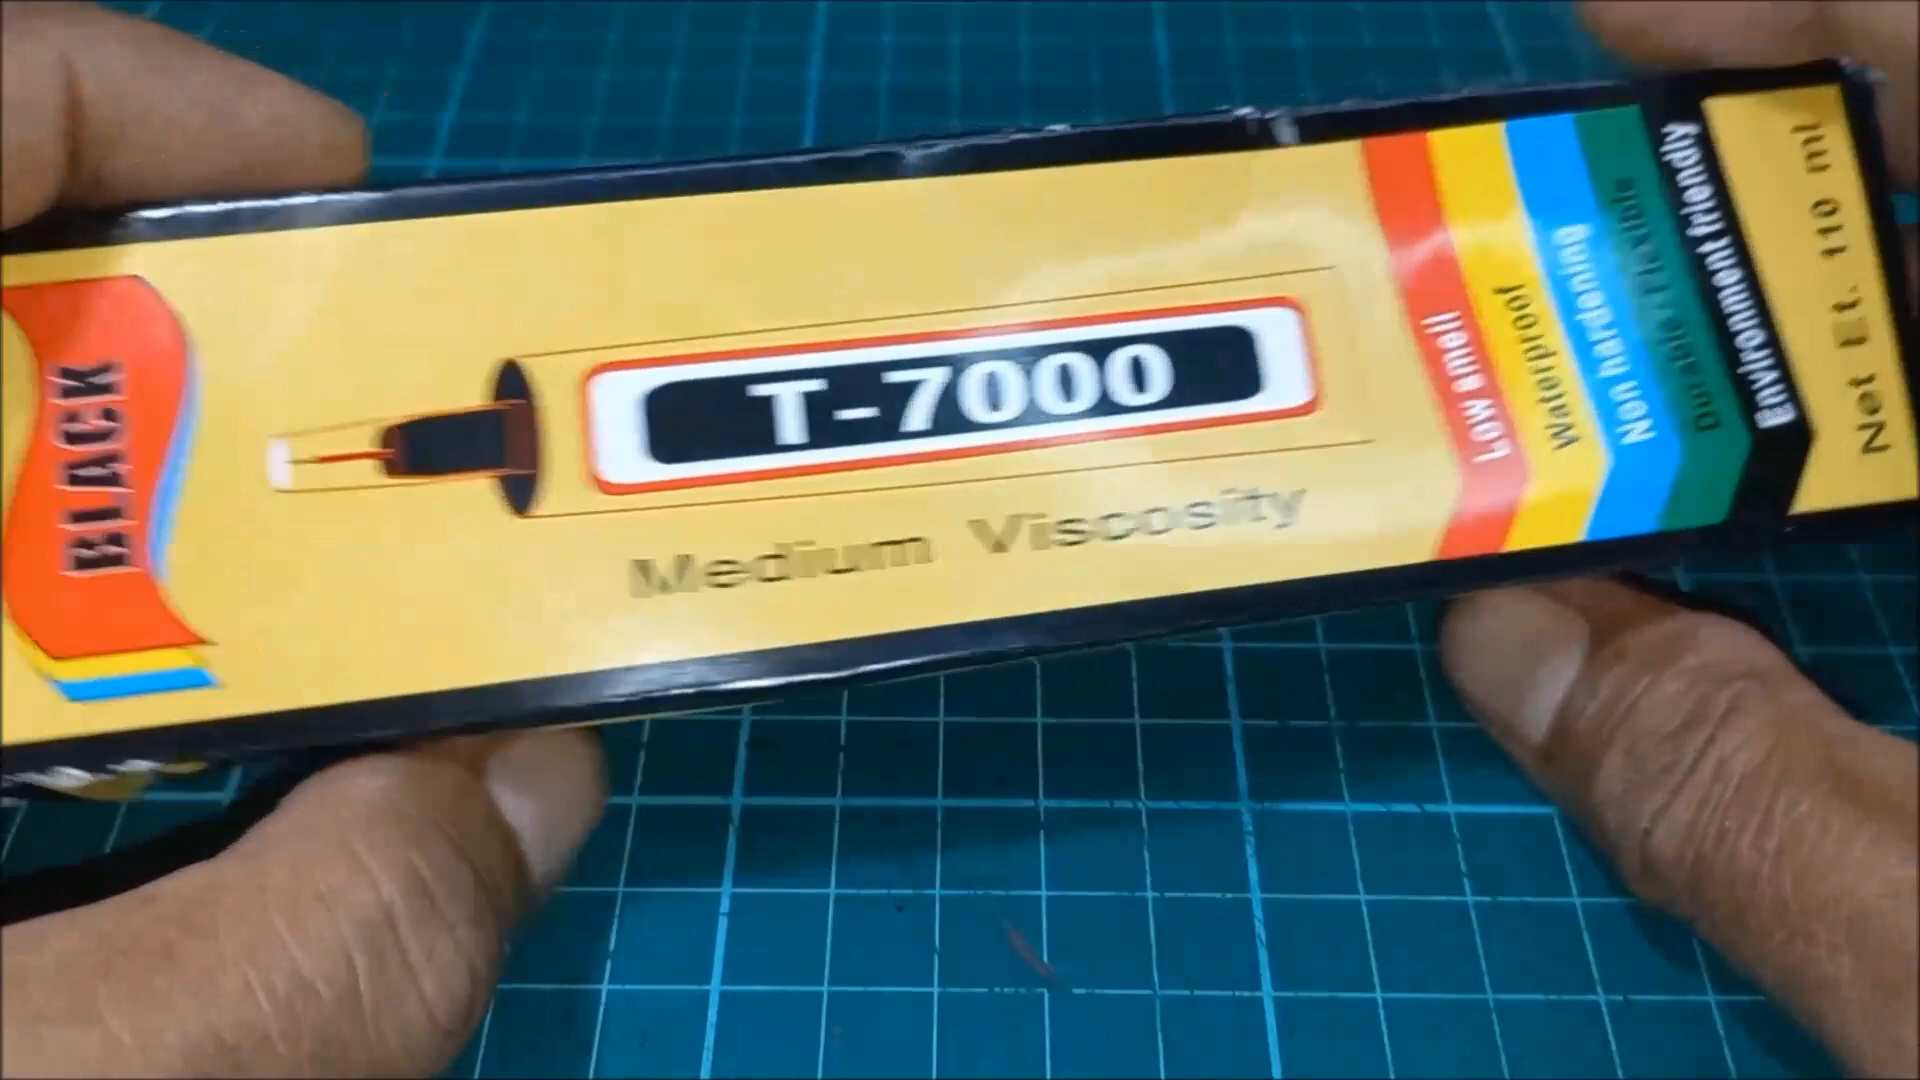 BLACK
T-7000
Medium Viscosity
Low smell
Waterproof
Non hardening
Durable / Flexible
Environment friendly
Net Et. 110 ml